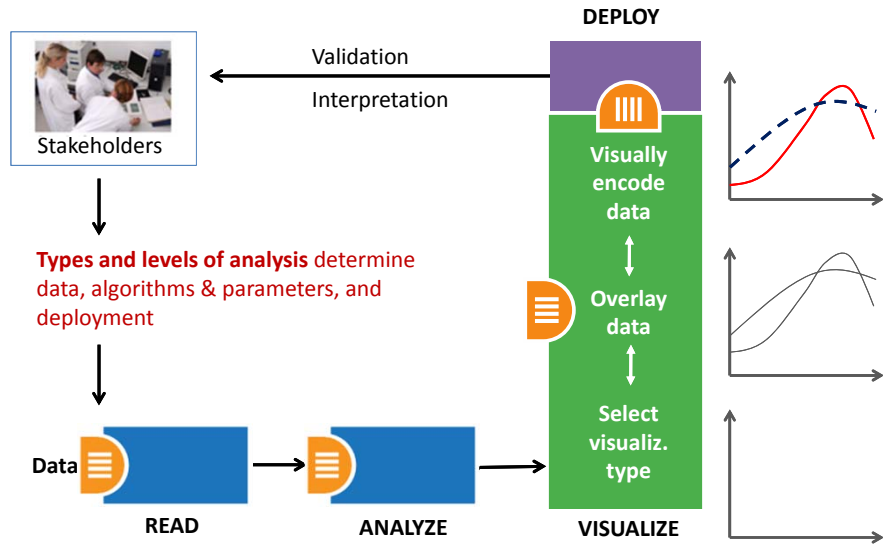 DEPLOY
Validation
Interpretation
Stakeholders
Types and levels of analysis determine
data, algorithms & parameters, and
deployment
Visually
encode
data
Overlay
data
Select
visualiz.
type
Data
READ
ANALYZE
VISUALIZE